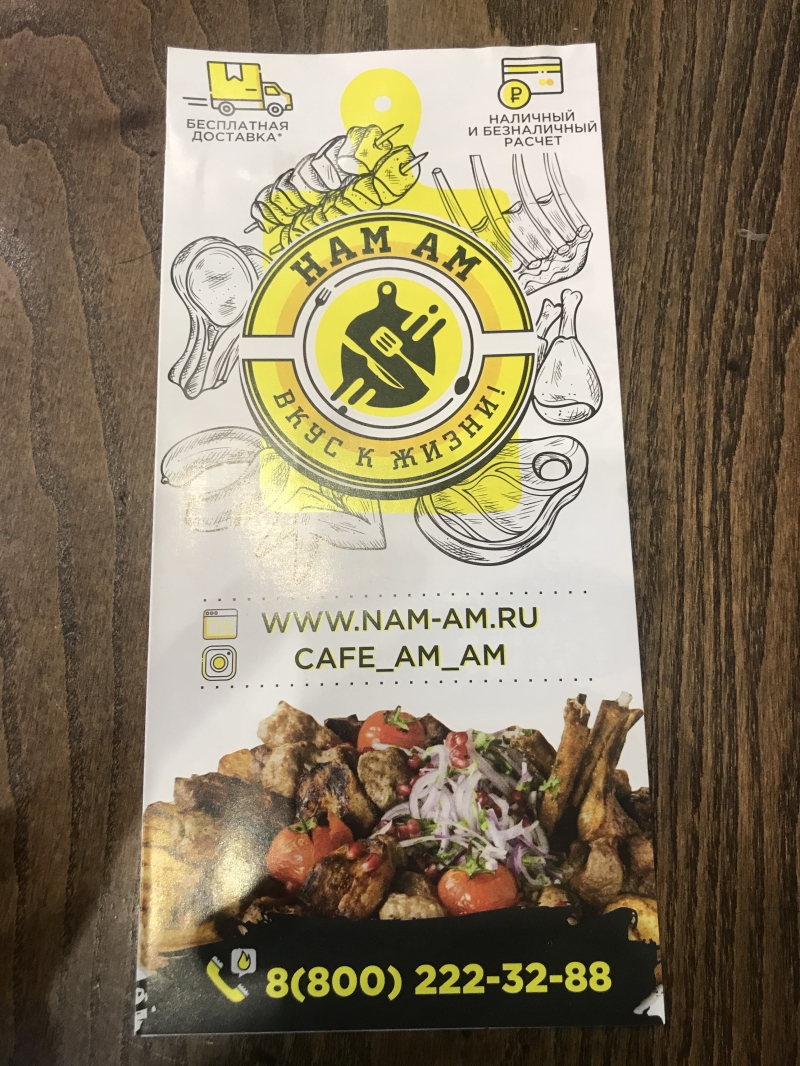 БЕСПЛАТНАЯ
ДОСТАВКА*
НАЛИЧНЫЙ
И БЕЗНАЛИЧНЫЙ
РАСЧЕТ
НАМ АМ
ВКУС К ЖИЗНИ!
WWW.NAM-AM.RU
CAFE_AM_AM
8(800) 222-32-88